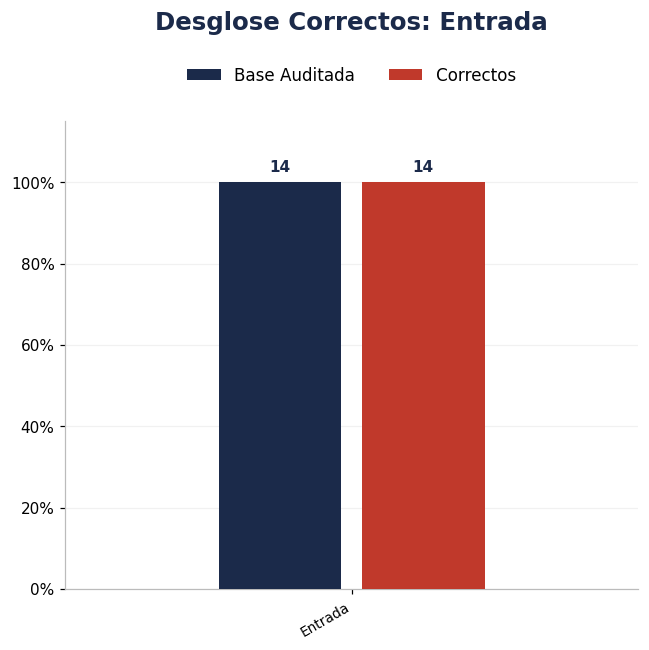 Desglose Correctos: Entrada
Base Auditada Correctos
14 14
100%
80%
60%
40%
20%
0%
Entrada